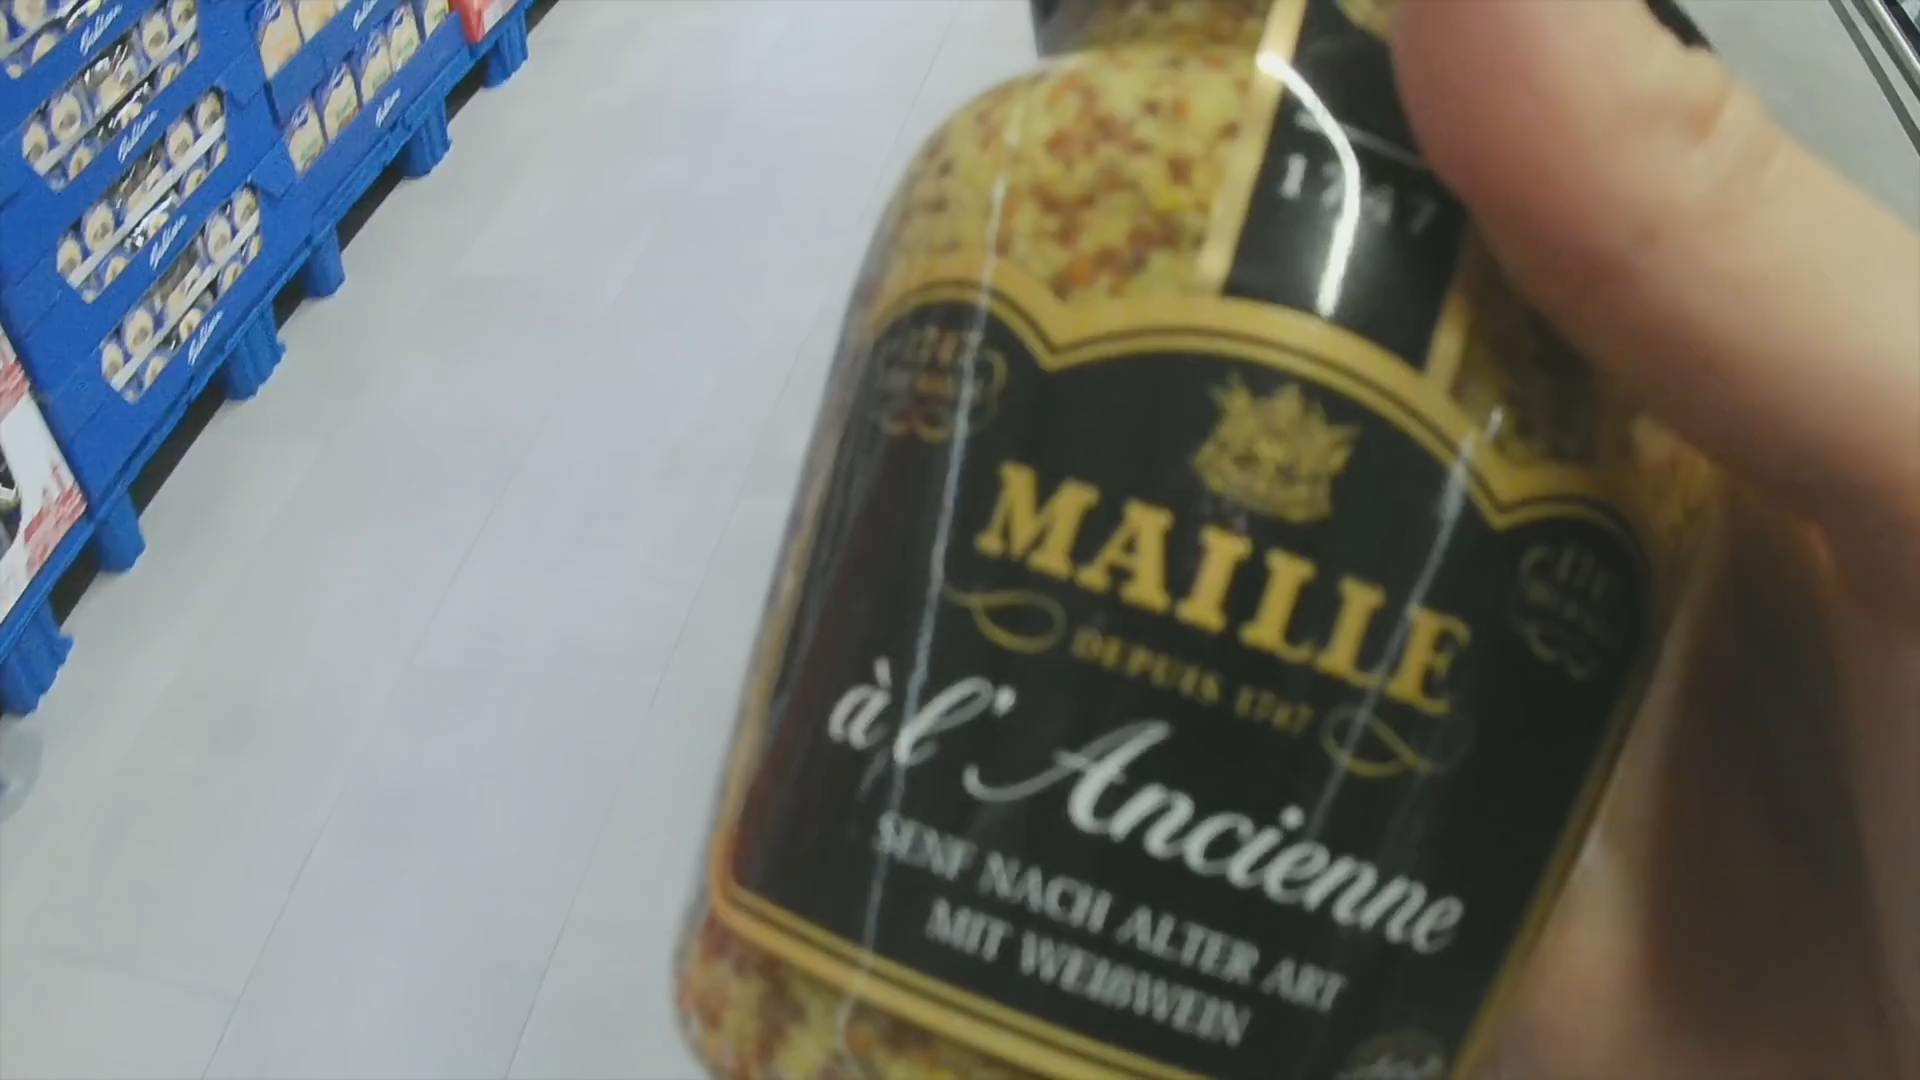 1747
MAILLE
DEPUIS 1747
à l'Ancienne
SENF NACH ALTER ART
MIT WEIßWEIN